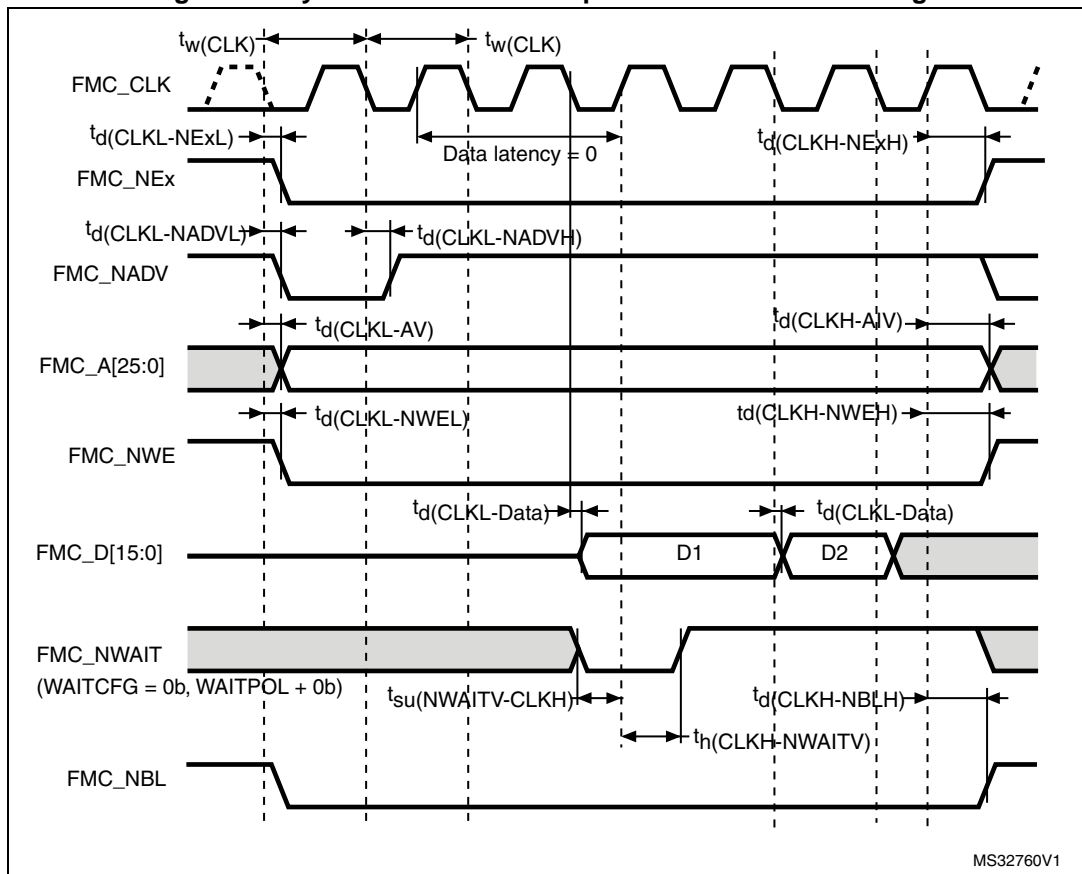 tw(CLK) tw(CLK)
FMC_CLK
td(CLKL-NExL) Data latency = 0 td(CLKH-NExH)
FMC_NEx
td(CLKL-NADVL) td(CLKL-NADVH)
FMC_NADV
td(CLKL-AV) td(CLKH-AIV)
FMC_A[25:0]
td(CLKL-NWEL) td(CLKH-NWEH)
FMC_NWE
td(CLKL-Data) td(CLKL-Data)
FMC_D[15:0] D1 D2
FMC_NWAIT
(WAITCFG = 0b, WAITPOL + 0b)
tsu(NWAITV-CLKH) td(CLKH-NBLH)
th(CLKH-NWAITV)
FMC_NBL
MS32760V1